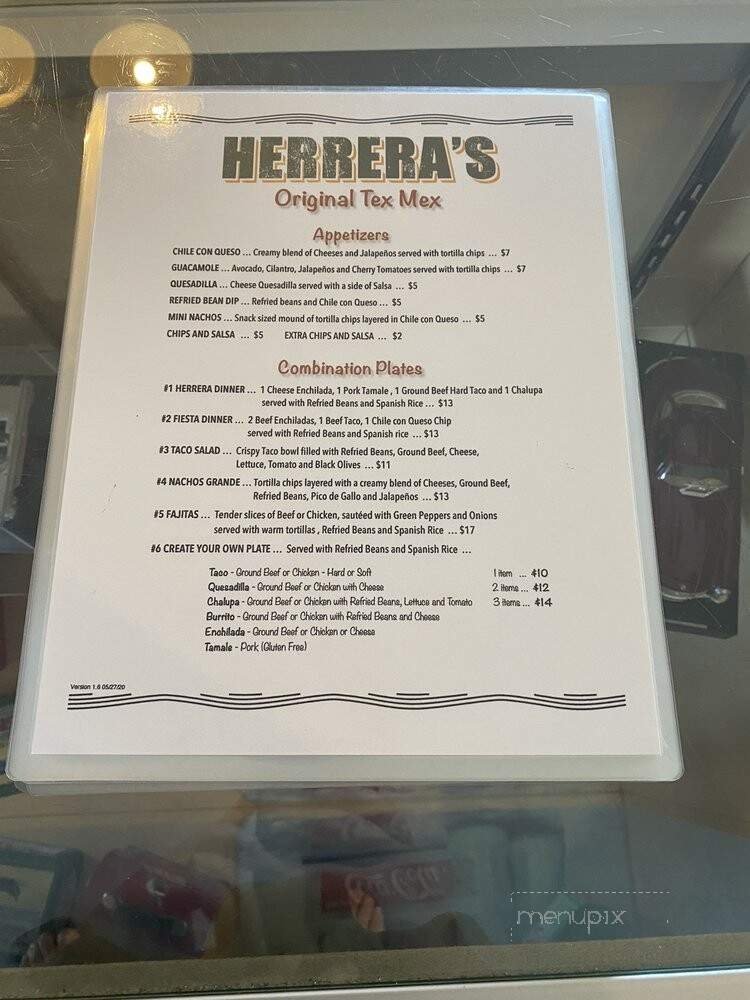 HERRERA'S
Original Tex Mex
Appetizers
CHILE CON QUESO ... Creamy blend of Cheeses and Jalapeños served with tortilla chips ... $7
GUACAMOLE ... Avocado, Cilantro, Jalapeños and Cherry Tomatoes served with tortilla chips ... $7
QUESADILLA ... Cheese Quesadilla served with a side of Salsa ... $5
REFRIED BEAN DIP ... Refried beans and Chile con Queso ... $5
MINI NACHOS ... Snack sized mound of tortilla chips layered in Chile con Queso ... $5
CHIPS AND SALSA ... $5 EXTRA CHIPS AND SALSA ... $2
Combination Plates
#1 HERRERA DINNER ... 1 Cheese Enchilada, 1 Pork Tamale , 1 Ground Beef Hard Taco and 1 Chalupa
served with Refried Beans and Spanish Rice ... $13
#2 FIESTA DINNER ... 2 Beef Enchiladas, 1 Beef Taco, 1 Chile con Queso Chip
served with Refried Beans and Spanish rice ... $13
#3 TACO SALAD ... Crispy Taco bowl filled with Refried Beans, Ground Beef, Cheese,
Lettuce, Tomato and Black Olives ... $11
#4 NACHOS GRANDE ... Tortilla chips layered with a creamy blend of Cheeses, Ground Beef,
Refried Beans, Pico de Gallo and Jalapeños ... $13
#5 FAJITAS ... Tender slices of Beef or Chicken, sautéed with Green Peppers and Onions
served with warm tortillas , Refried Beans and Spanish Rice ... $17
#6 CREATE YOUR OWN PLATE ... Served with Refried Beans and Spanish Rice ...
Taco - Ground Beef or Chicken - Hard or Soft 1 item ... $10
Quesadilla - Ground Beef or Chicken with Cheese 2 items ... $12
Chalupa - Ground Beef or Chicken with Refried Beans, Lettuce and Tomato 3 items ... $14
Burrito - Ground Beef or Chicken with Refried Beans and Cheese
Enchilada - Ground Beef or Chicken or Cheese
Tamale - Pork (Gluten Free)
Version 1.6 05/27/20
menupix